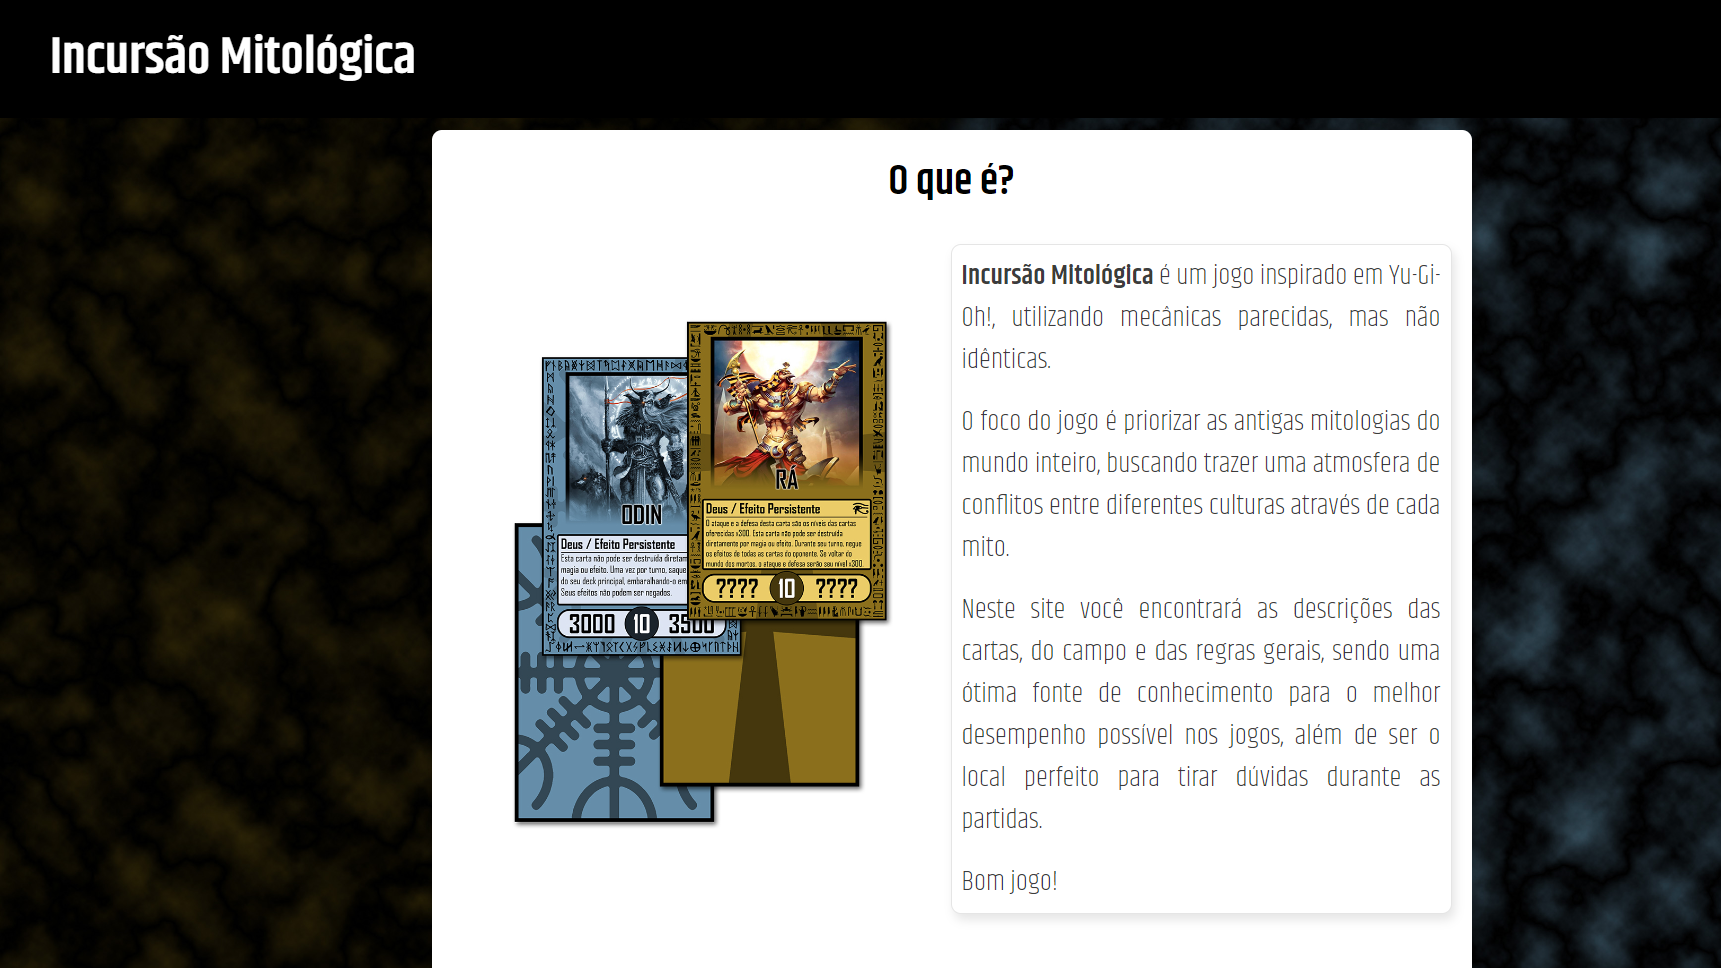 Incursão Mitológica
O que é?
Incursão Mitológica é um jogo inspirado em Yu-Gi-
Oh!, utilizando mecânicas parecidas, mas não
idênticas.
O foco do jogo é priorizar as antigas mitologias do
mundo inteiro, buscando trazer uma atmosfera de
conflitos entre diferentes culturas através de cada
mito.
Neste site você encontrará as descrições das
cartas, do campo e das regras gerais, sendo uma
ótima fonte de conhecimento para o melhor
desempenho possível nos jogos, além de ser o
local perfeito para tirar dúvidas durante as
partidas.
Bom jogo!
RÁ
Deus / Efeito Persistente
O ataque e a defesa desta carta são os níveis das cartas
oferecidas x300. Esta carta não pode ser destruída
diretamente por magia ou efeito. Durante seu turno, negue
os efeitos de todas as cartas do oponente. Se voltar do
mundo dos mortos, o ataque e defesa serão seu nível x300.
???? 10 ????
ODIN
Deus / Efeito Persistente
Esta carta não pode ser destruída diretam
magia ou efeito. Uma vez por turno, saque
do seu deck principal, embaralhando-o em
Seus efeitos não podem ser negados.
3000 10 3500